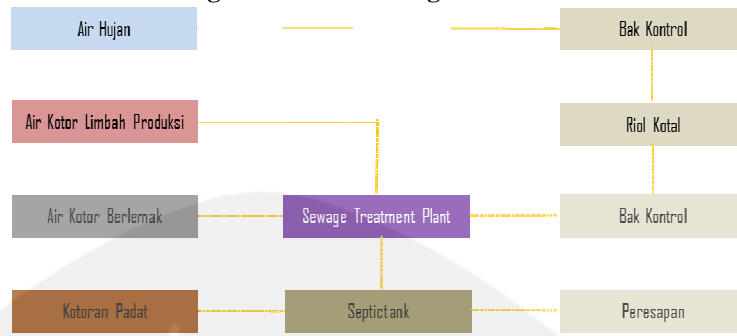 Air Hujan
Bak Kontrol
Air Kotor Limbah Produksi
Riol Kotal
Air Kotor Berlemak
Sewage Treatment Plant
Bak Kontrol
Kotoran Padat
Septictank
Peresapan